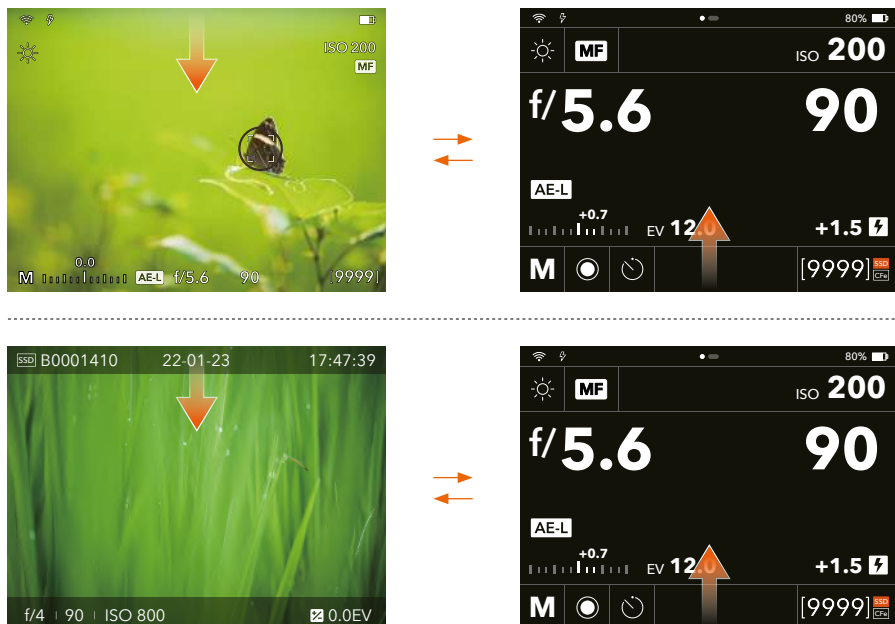 ISO 200
MF
0.0
M AE-L f/5.6 90 [9999]
80%
MF ISO 200
f/5.6 90
AE-L
+0.7
EV 12.0 +1.5
M [9999] SSD
CFe
SSD B0001410 22-01-23 17:47:39
f/4 90 ISO 800 0.0EV
80%
MF ISO 200
f/5.6 90
AE-L
+0.7
EV 12.0 +1.5
M [9999] SSD
CFe